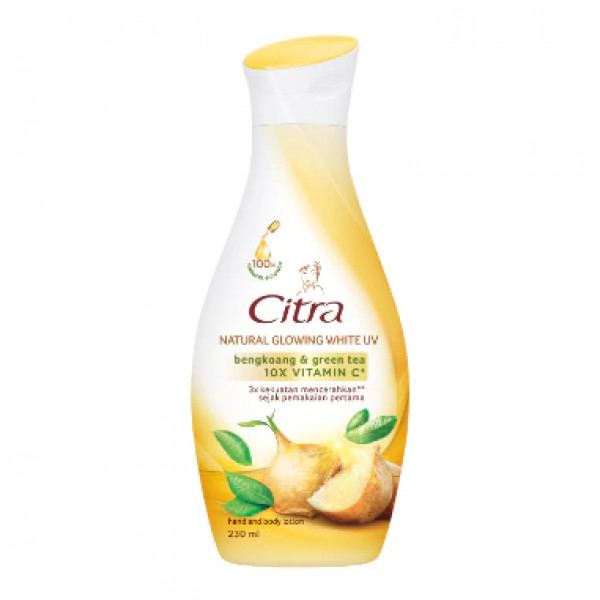 100%
Citra
NATURAL GLOWING WHITE UV
bengkoang & green tea
10X VITAMIN C*
3x kekuatan mencerahkan**
sejak pemakaian pertama
hand and body lotion
230 ml